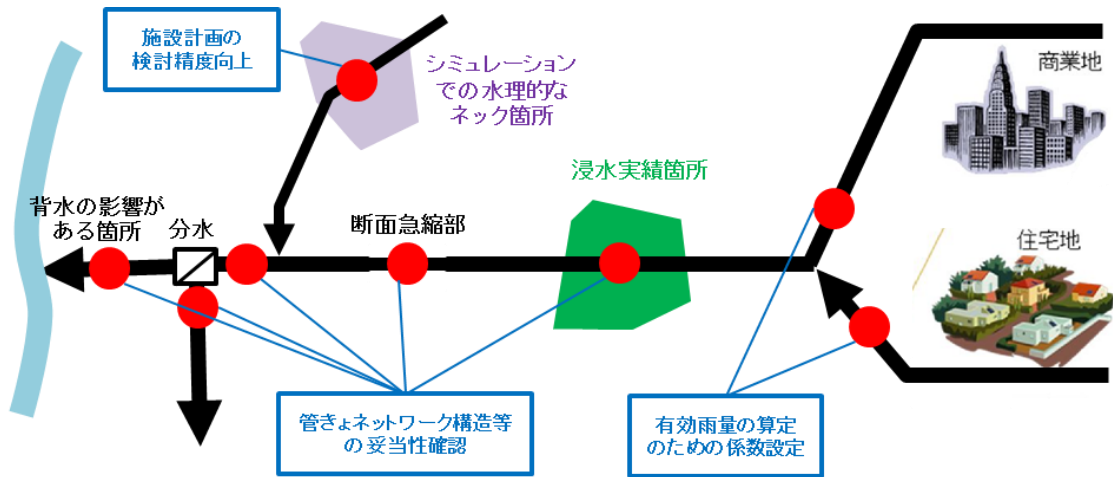 施設計画の
検討精度向上
シミュレーション
での水理的な
ネック箇所
商業地
浸水実績箇所
背水の影響が
ある箇所
分水
断面急縮部
住宅地
管きょネットワーク構造等
の妥当性確認
有効雨量の算定
のための係数設定